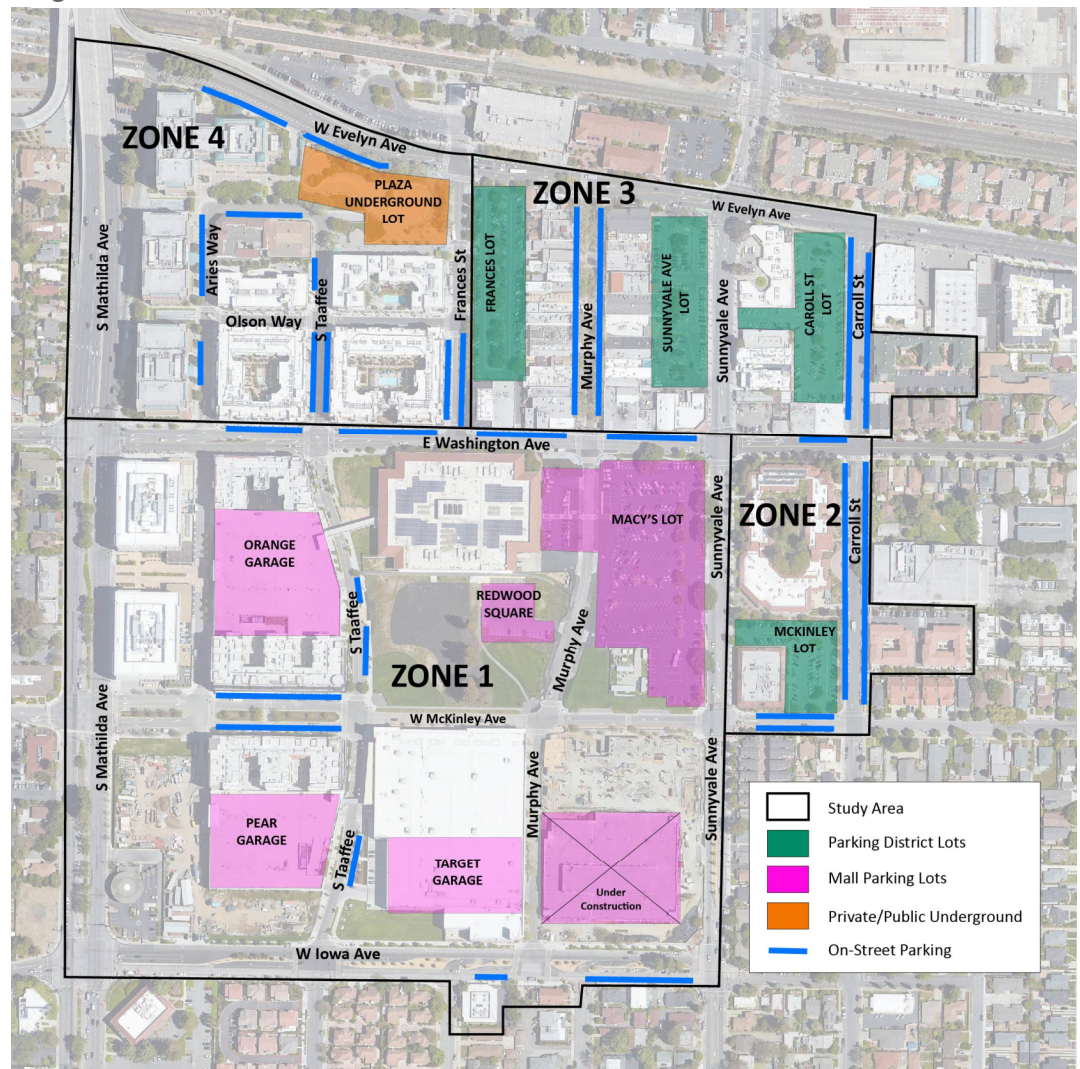 ZONE 4
W Evelyn Ave
PLAZA
UNDERGROUND
LOT
S Mathilda Ave
Aries Way
Olson Way
S Taaffee
Frances St
ZONE 3
W Evelyn Ave
FRANCES LOT
Murphy Ave
SUNNYVALE AVE
LOT
Sunnyvale Ave
CARROLL ST
LOT
Carroll St
E Washington Ave
ORANGE
GARAGE
S Taaffee
REDWOOD
SQUARE
MACY'S LOT
Murphy Ave
Sunnyvale Ave
ZONE 2
Carroll St
MCKINLEY
LOT
ZONE 1
W McKinley Ave
S Mathilda Ave
PEAR
GARAGE
S Taaffee
TARGET
GARAGE
Murphy Ave
Under
Construction
Sunnyvale Ave
W Iowa Ave
Study Area
Parking District Lots
Mall Parking Lots
Private/Public Underground
On-Street Parking